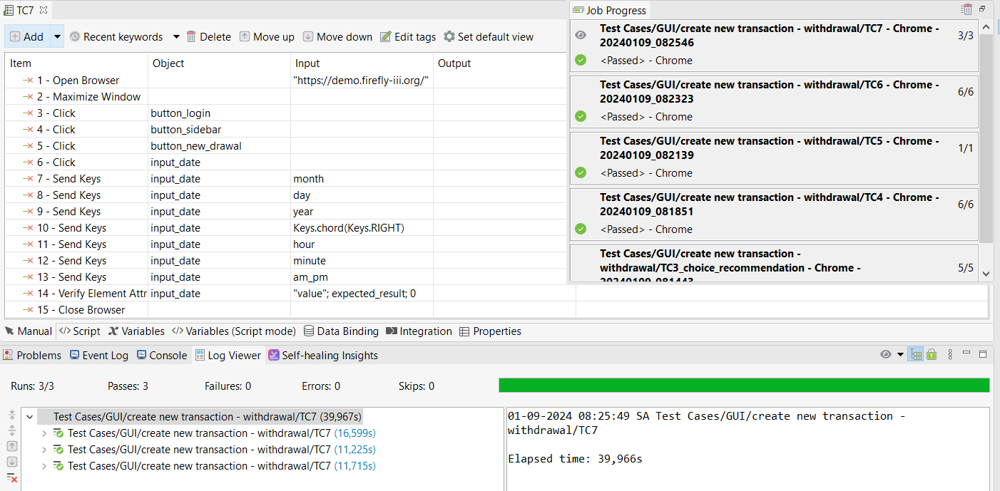 TC7
Add Recent keywords Delete Move up Move down Edit tags Set default view
Item Object Input Output
1 - Open Browser "https://demo.firefly-iii.org/"
2 - Maximize Window
3 - Click button_login
4 - Click button_sidebar
5 - Click button_new_drawal
6 - Click input_date
7 - Send Keys input_date month
8 - Send Keys input_date day
9 - Send Keys input_date year
10 - Send Keys input_date Keys.chord(Keys.RIGHT)
11 - Send Keys input_date hour
12 - Send Keys input_date minute
13 - Send Keys input_date am_pm
14 - Verify Element Attr input_date "value"; expected_result; 0
15 - Close Browser
Job Progress
Test Cases/GUI/create new transaction - withdrawal/TC7 - Chrome -
20240109_082546
3/3
<Passed> - Chrome
Test Cases/GUI/create new transaction - withdrawal/TC6 - Chrome -
20240109_082323
6/6
<Passed> - Chrome
Test Cases/GUI/create new transaction - withdrawal/TC5 - Chrome -
20240109_082139
1/1
<Passed> - Chrome
Test Cases/GUI/create new transaction - withdrawal/TC4 - Chrome -
20240109_081851
6/6
<Passed> - Chrome
Test Cases/GUI/create new transaction -
withdrawal/TC3_choice_recommendation - Chrome -
20240109_081443
5/5
Manual Script Variables Variables (Script mode) Data Binding Integration Properties
Problems Event Log Console Log Viewer Self-healing Insights
Runs: 3/3 Passes: 3 Failures: 0 Errors: 0 Skips: 0
Test Cases/GUI/create new transaction - withdrawal/TC7 (39,967s)
Test Cases/GUI/create new transaction - withdrawal/TC7 (16,599s)
Test Cases/GUI/create new transaction - withdrawal/TC7 (11,225s)
Test Cases/GUI/create new transaction - withdrawal/TC7 (11,715s)
01-09-2024 08:25:49 SA Test Cases/GUI/create new transaction -
withdrawal/TC7
Elapsed time: 39,966s